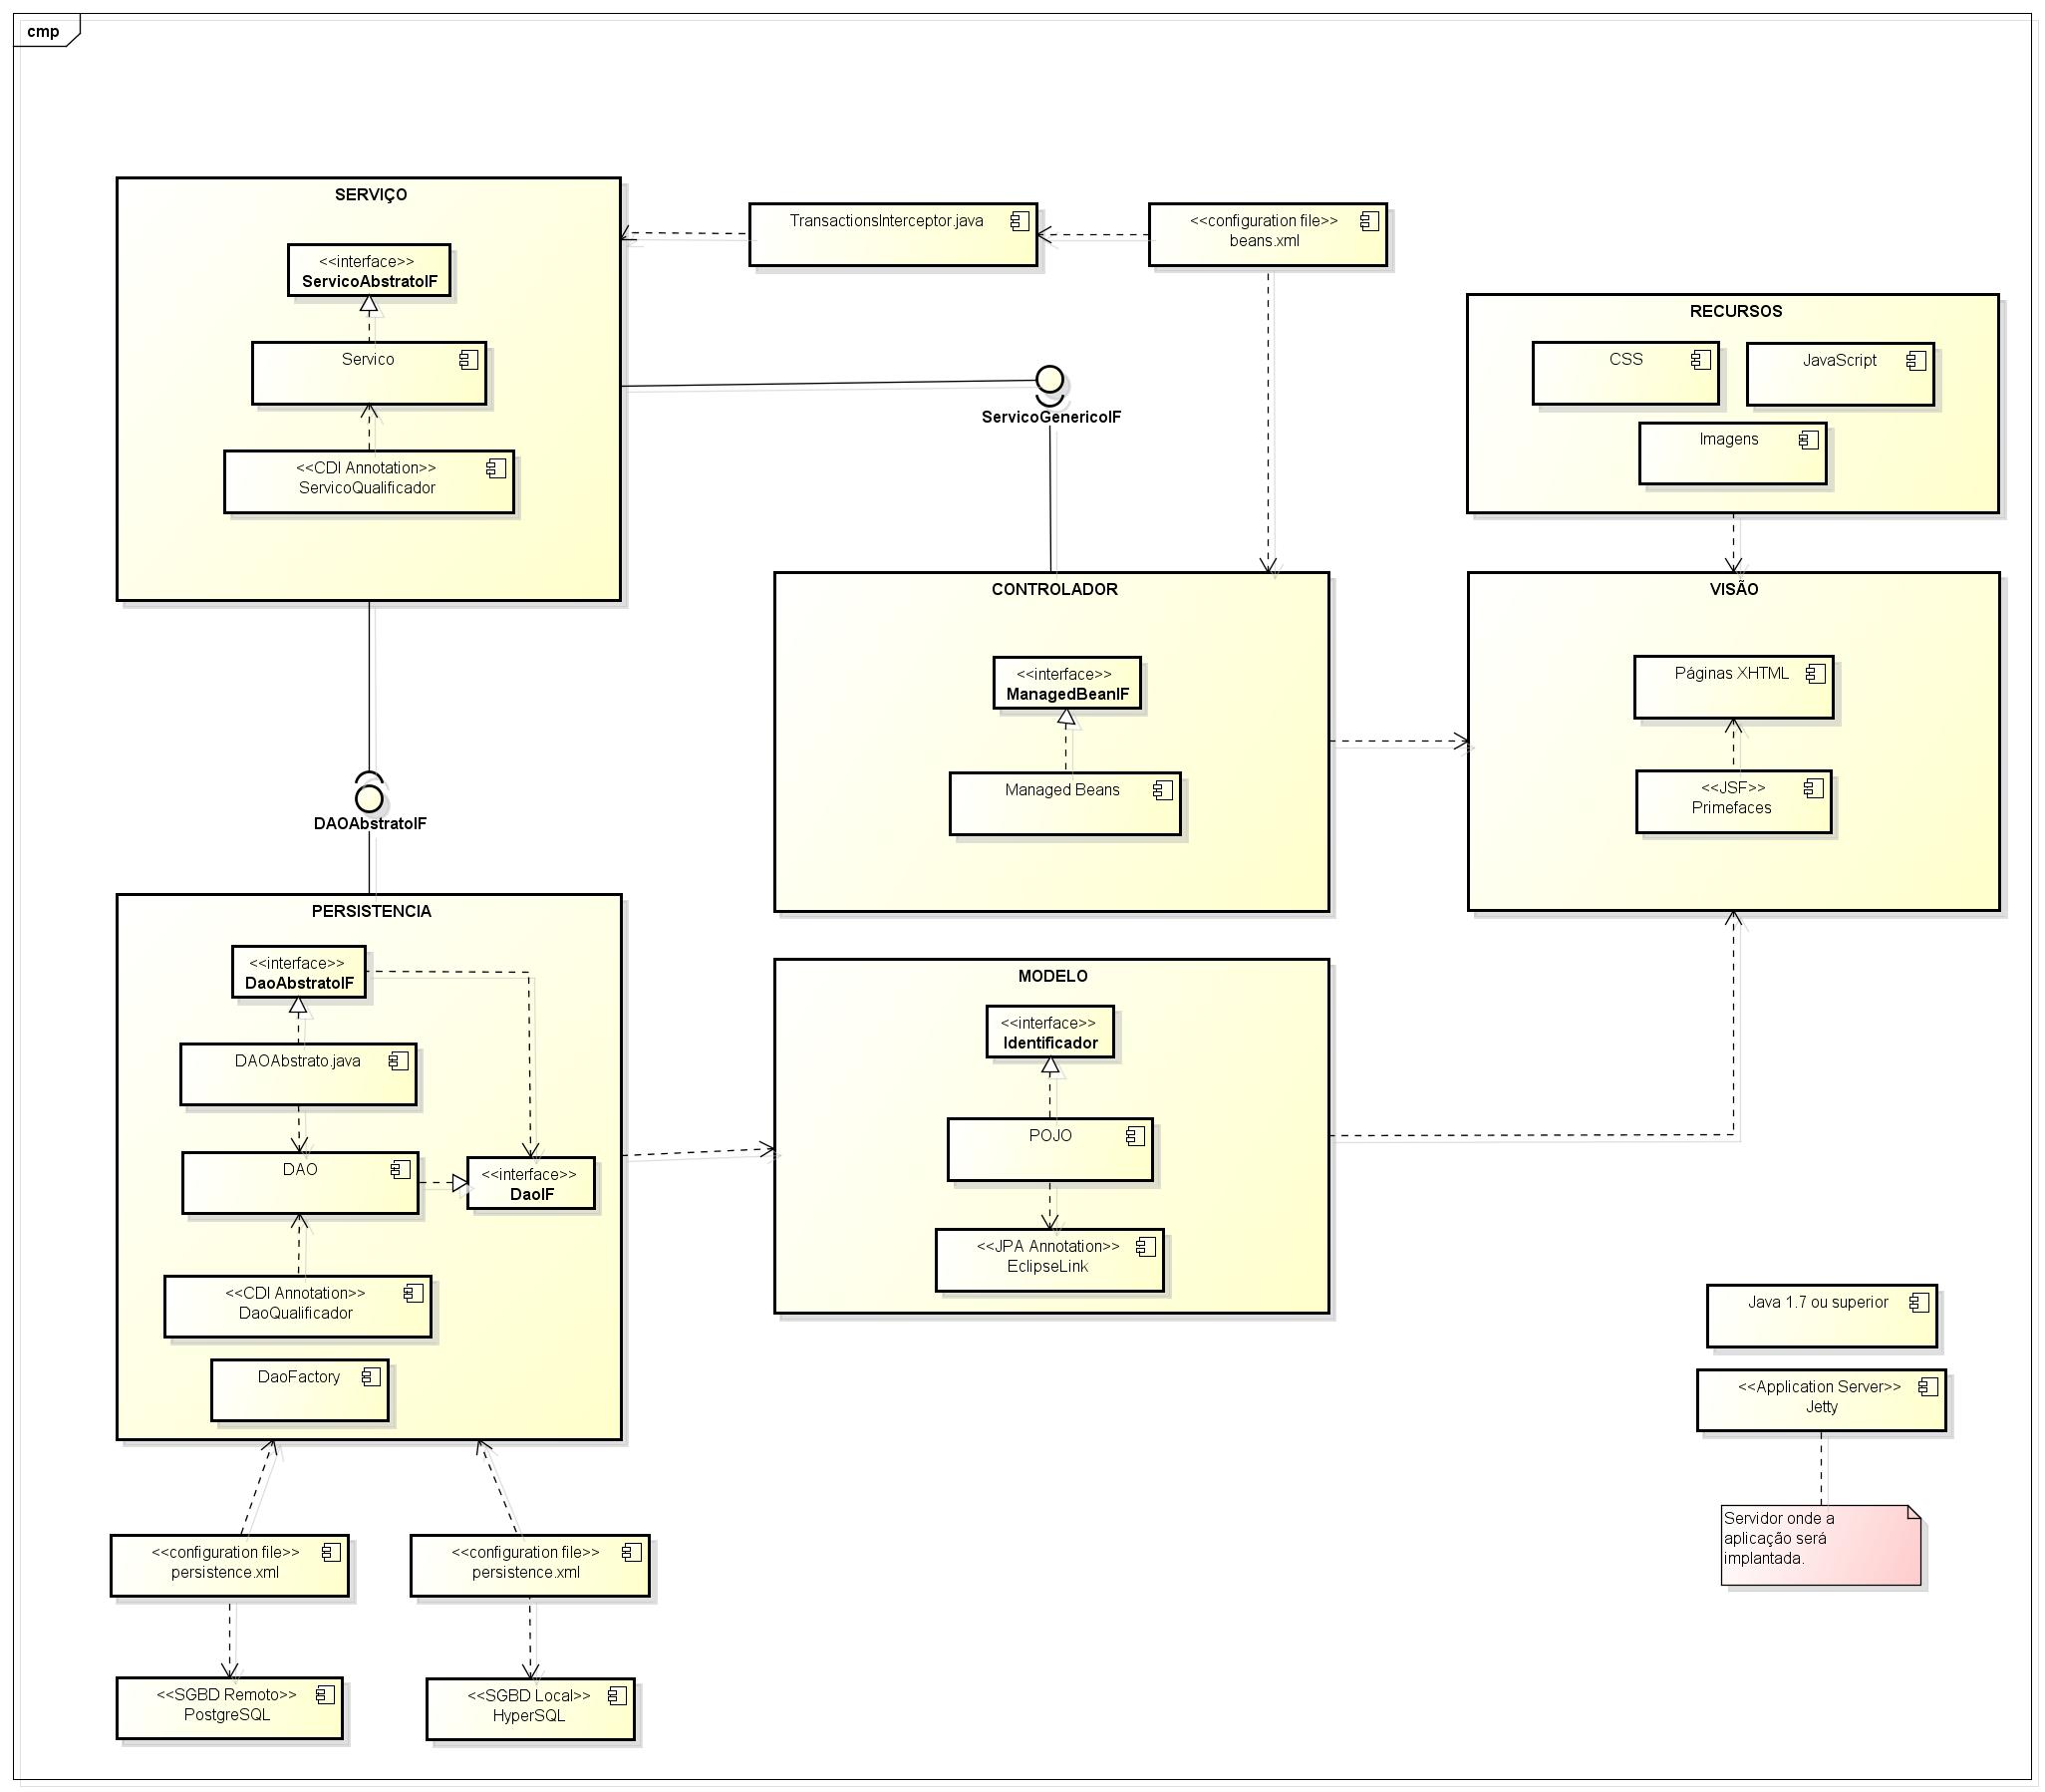 cmp
SERVIÇO
<<interface>>
ServicoAbstratoIF
Servico
<<CDI Annotation>>
ServicoQualificador
TransactionsInterceptor.java
<<configuration file>>
beans.xml
ServicoGenericoIF
RECURSOS
CSS
JavaScript
Imagens
CONTROLADOR
<<interface>>
ManagedBeanIF
Managed Beans
VISÃO
Páginas XHTML
<<JSF>>
Primefaces
DAOAbstratoIF
PERSISTENCIA
<<interface>>
DaoAbstratoIF
DAOAbstrato.java
DAO
<<interface>>
DaoIF
<<CDI Annotation>>
DaoQualificador
DaoFactory
MODELO
<<interface>>
Identificador
POJO
<<JPA Annotation>>
EclipseLink
Java 1.7 ou superior
<<Application Server>>
Jetty
Servidor onde a
aplicação será
implantada.
<<configuration file>>
persistence.xml
<<configuration file>>
persistence.xml
<<SGBD Remoto>>
PostgreSQL
<<SGBD Local>>
HyperSQL